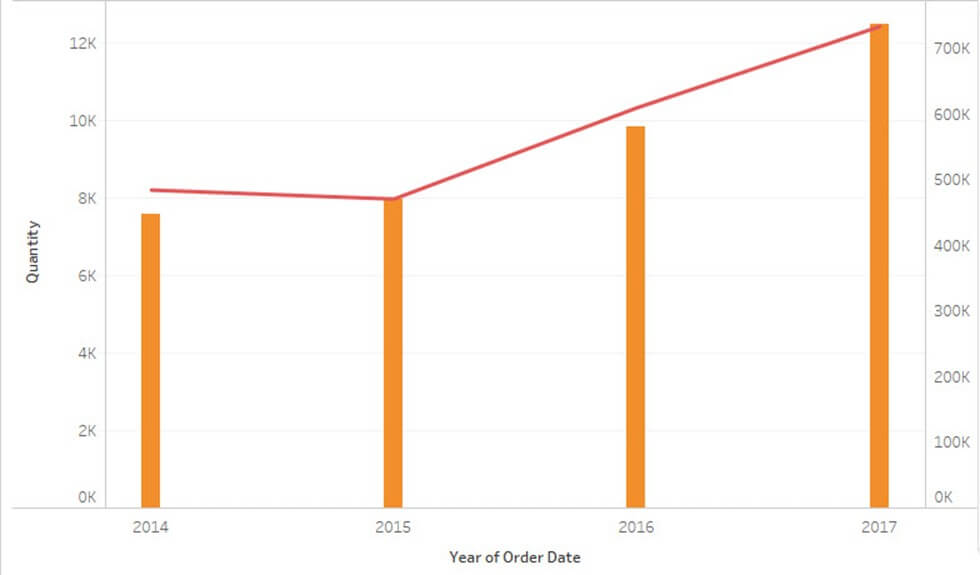 12K
10K
8K
6K
4K
2K
0K
Quantity
700K
600K
500K
400K
300K
200K
100K
0K
2014 2015 2016 2017
Year of Order Date